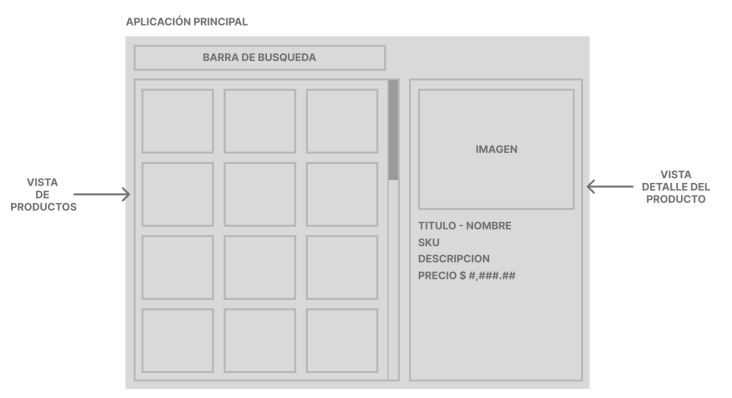 APLICACIÓN PRINCIPAL
BARRA DE BUSQUEDA
VISTA
DE
PRODUCTOS
IMAGEN
TITULO - NOMBRE
SKU
DESCRIPCION
PRECIO $ #,###.##
VISTA
DETALLE DEL
PRODUCTO